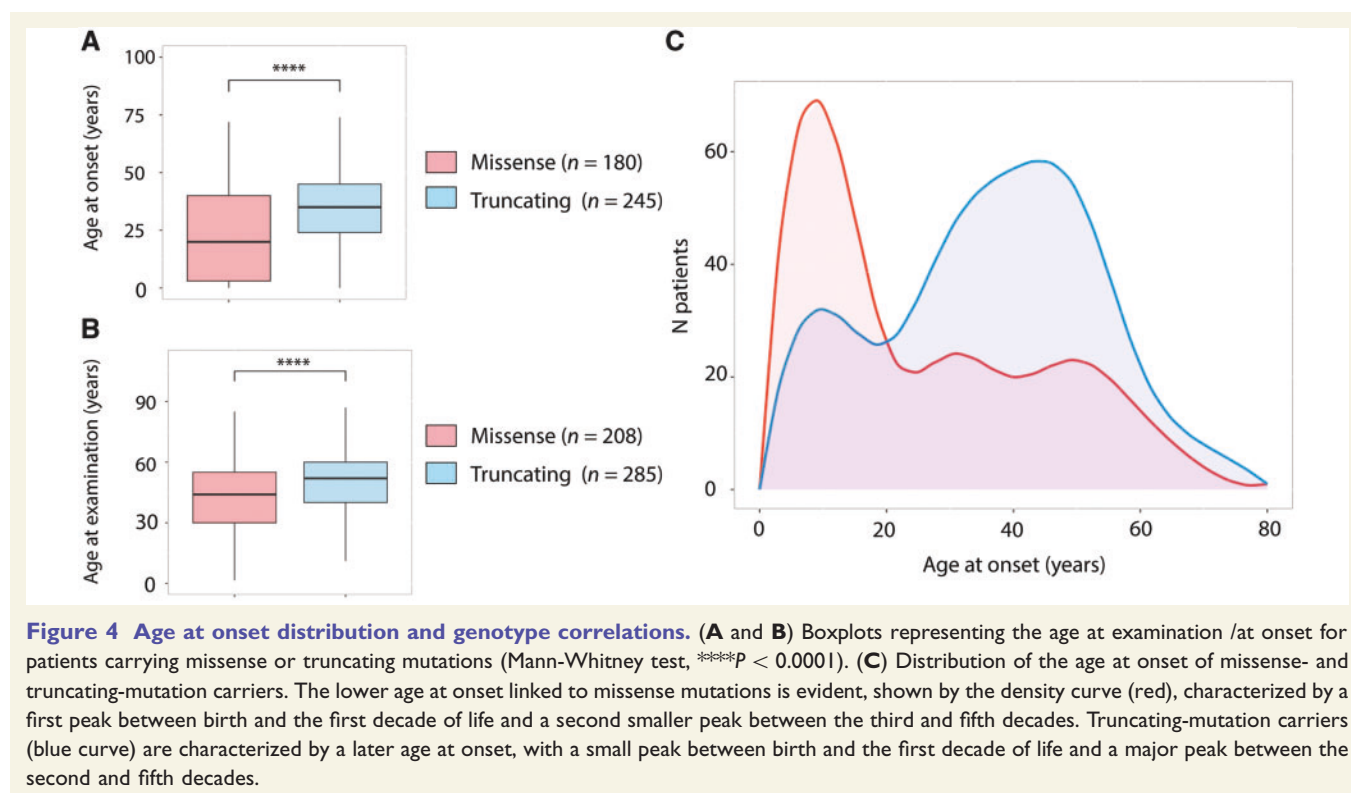 A
100
75
50
25
0
Age at onset (years)
****
Missense (n = 180)
Truncating (n = 245)
B
90
60
30
0
Age at examination (years)
****
Missense (n = 208)
Truncating (n = 285)
C
60
40
20
0
N patients
0 20 40 60 80
Age at onset (years)
Figure 4 Age at onset distribution and genotype correlations. (A and B) Boxplots representing the age at examination /at onset for
patients carrying missense or truncating mutations (Mann-Whitney test, ****P < 0.0001). (C) Distribution of the age at onset of missense- and
truncating-mutation carriers. The lower age at onset linked to missense mutations is evident, shown by the density curve (red), characterized by a
first peak between birth and the first decade of life and a second smaller peak between the third and fifth decades. Truncating-mutation carriers
(blue curve) are characterized by a later age at onset, with a small peak between birth and the first decade of life and a major peak between the
second and fifth decades.